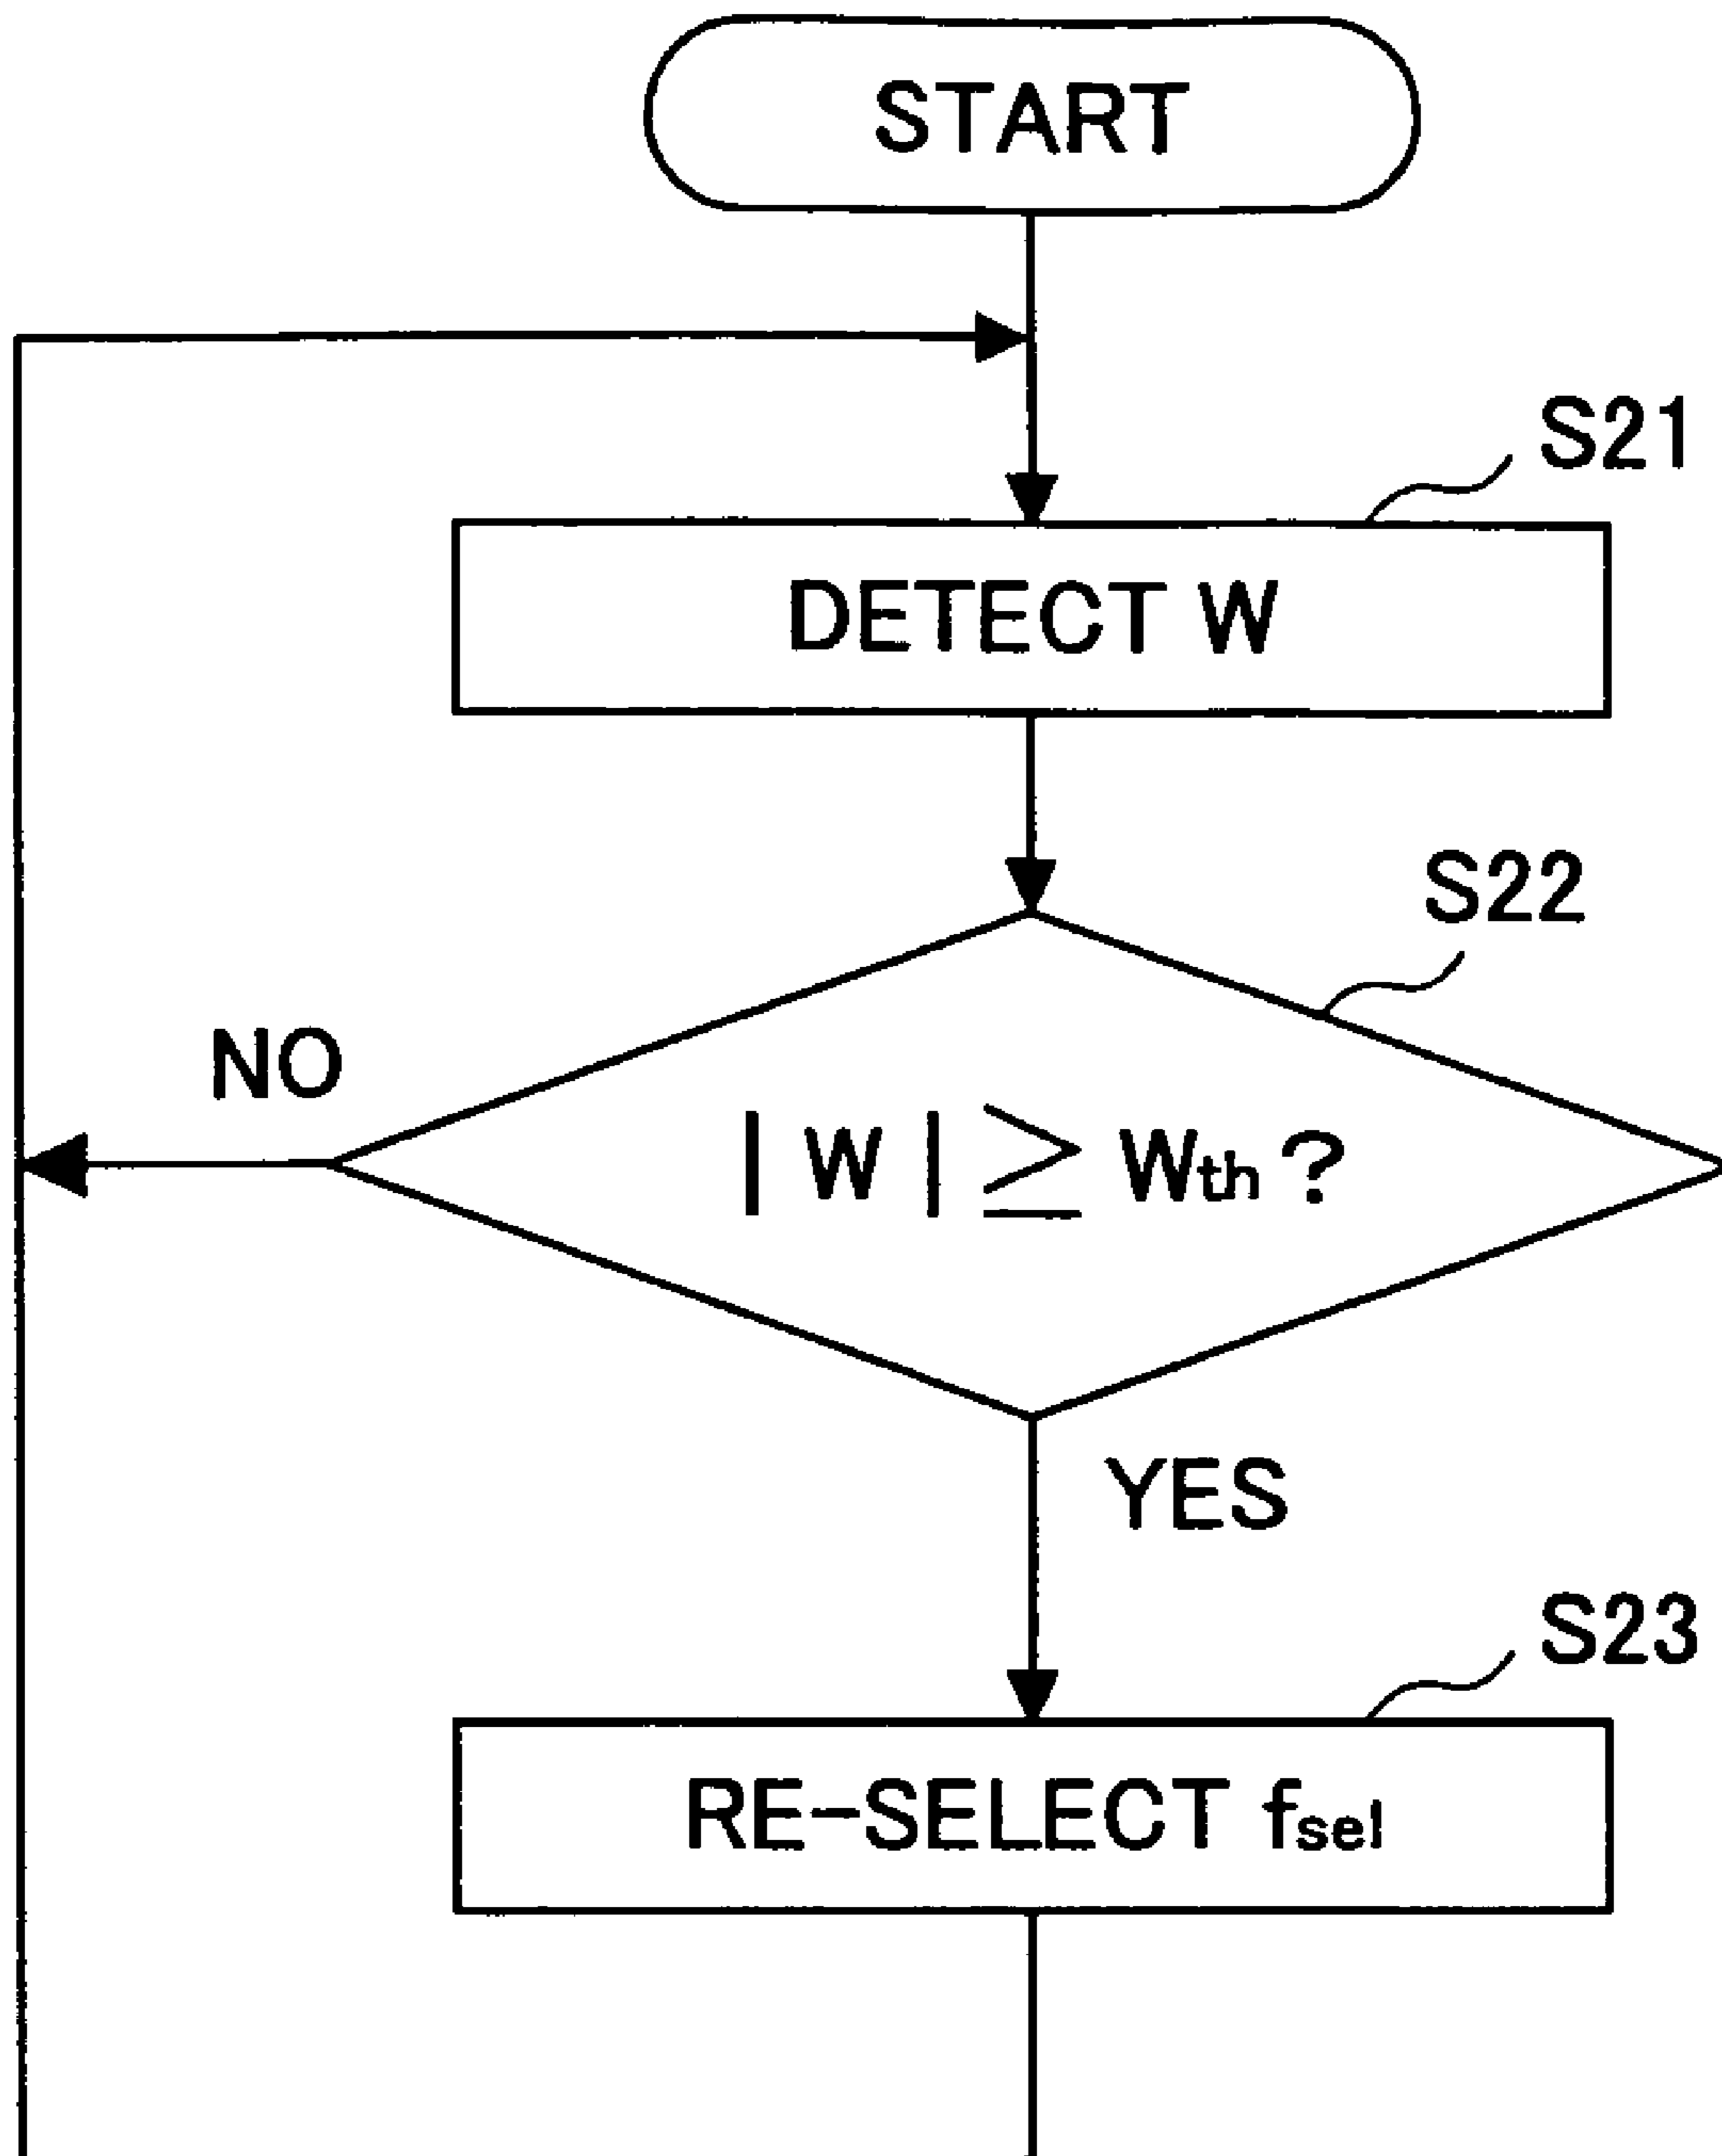 START
S21
DETECT W
S22
NO
|W| ≧ Wth ?
YES
S23
RE-SELECT fsel